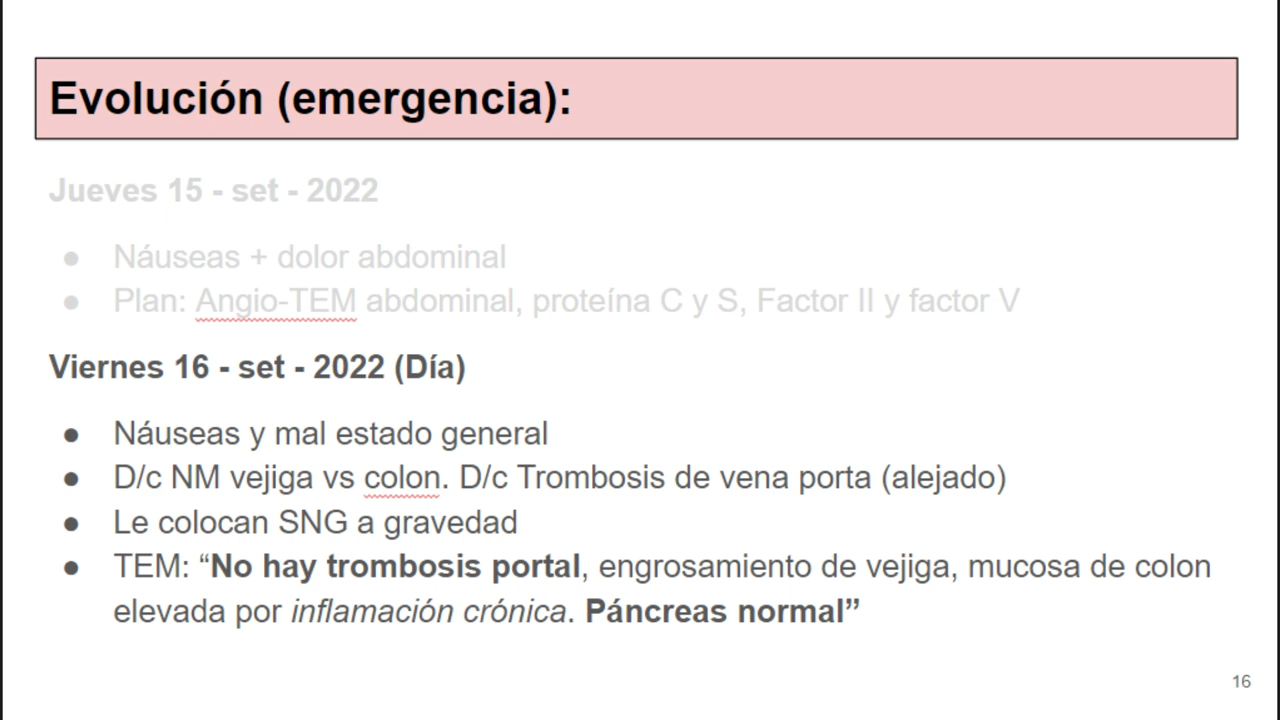 Evolución (emergencia):
Jueves 15 - set - 2022
● Náuseas + dolor abdominal
● Plan: Angio-TEM abdominal, proteína C y S, Factor II y factor V
Viernes 16 - set - 2022 (Día)
● Náuseas y mal estado general
● D/c NM vejiga vs colon. D/c Trombosis de vena porta (alejado)
● Le colocan SNG a gravedad
● TEM: “No hay trombosis portal, engrosamiento de vejiga, mucosa de colon
elevada por inflamación crónica. Páncreas normal”
16